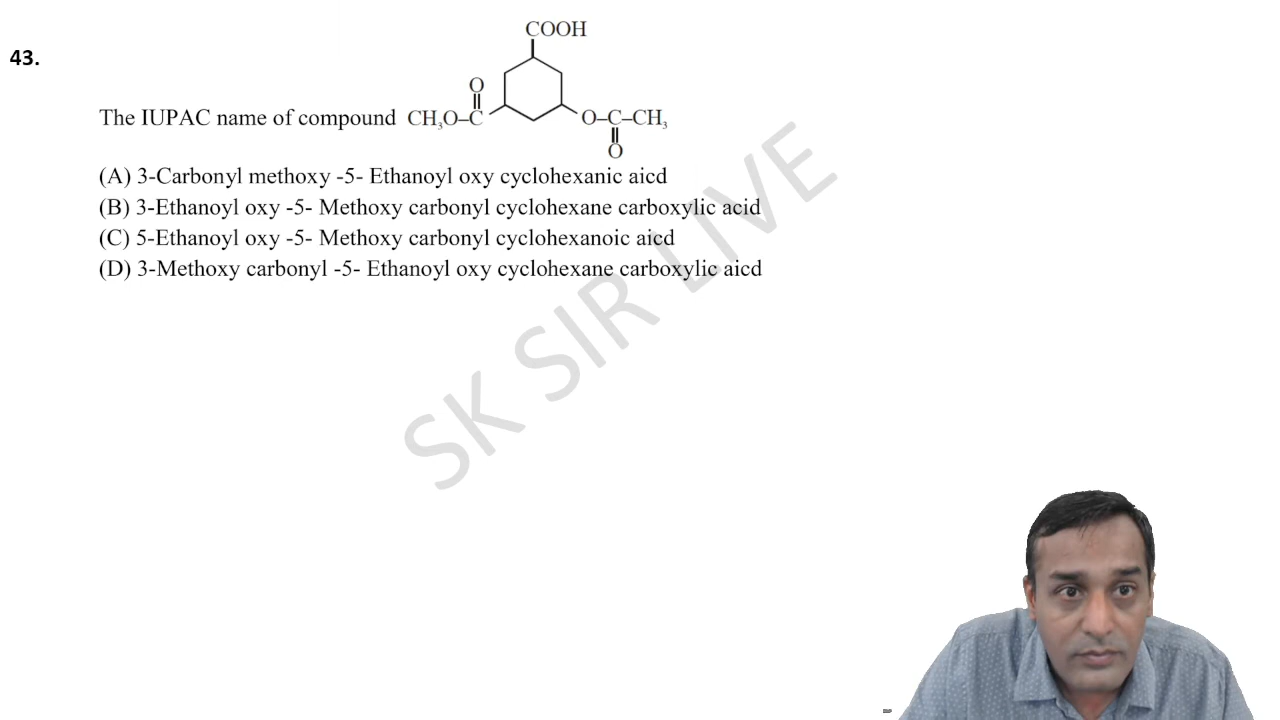 43.
COOH
O
The IUPAC name of compound CH₃O–C
O–C–CH₃
O
(A) 3-Carbonyl methoxy -5- Ethanoyl oxy cyclohexanic aicd
(B) 3-Ethanoyl oxy -5- Methoxy carbonyl cyclohexane carboxylic acid
(C) 5-Ethanoyl oxy -5- Methoxy carbonyl cyclohexanoic aicd
(D) 3-Methoxy carbonyl -5- Ethanoyl oxy cyclohexane carboxylic aicd
SK SIR LIVE